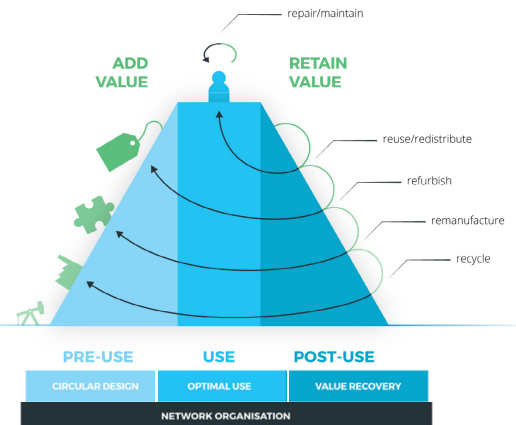 repair/maintain
ADD
VALUE
RETAIN
VALUE
reuse/redistribute
refurbish
remanufacture
recycle
PRE-USE
USE
POST-USE
CIRCULAR DESIGN
OPTIMAL USE
VALUE RECOVERY
NETWORK ORGANISATION